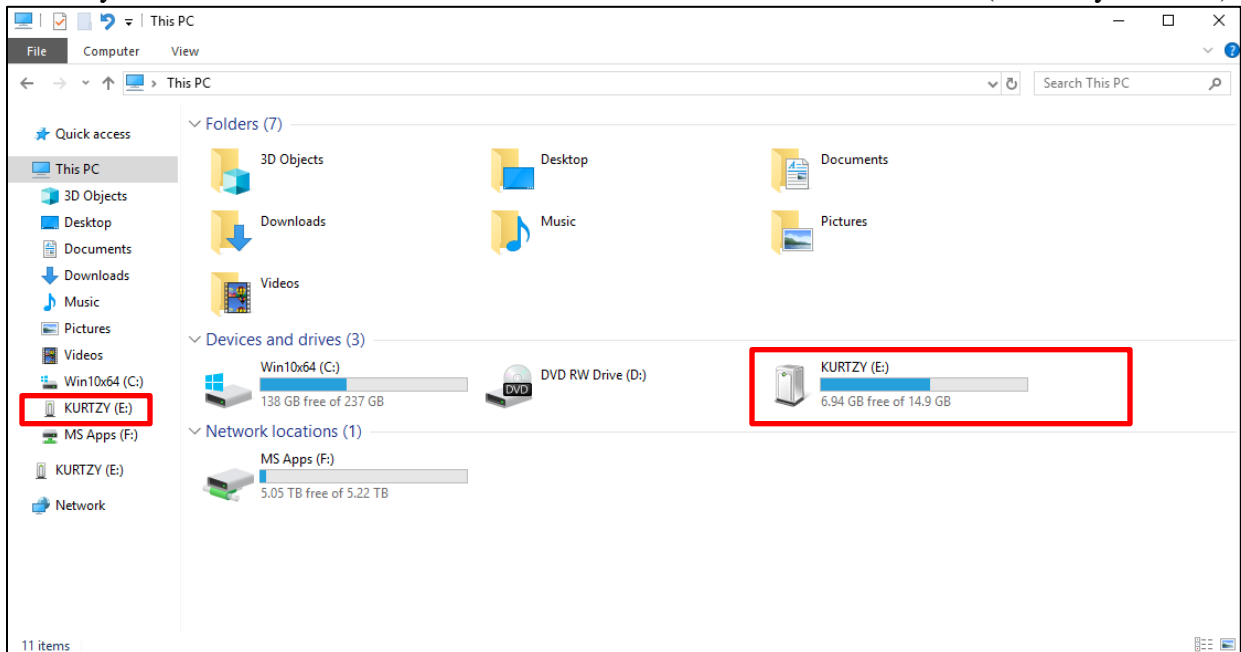 This PC
File Computer View
This PC
Search This PC
Quick access
This PC
3D Objects
Desktop
Documents
Downloads
Music
Pictures
Videos
Win10x64 (C:)
KURTZY (E:)
MS Apps (F:)
KURTZY (E:)
Network
Folders (7)
3D Objects Desktop Documents
Downloads Music Pictures
Videos
Devices and drives (3)
Win10x64 (C:)
138 GB free of 237 GB
DVD RW Drive (D:)
DVD
KURTZY (E:)
6.94 GB free of 14.9 GB
Network locations (1)
MS Apps (F:)
5.05 TB free of 5.22 TB
11 items